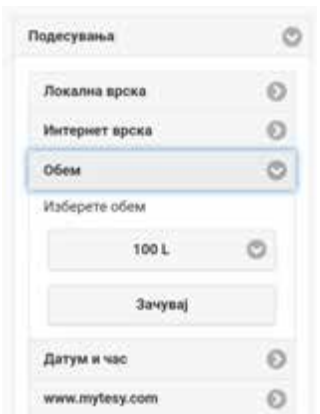 Подесувања
Локална врска
Интернет врска
Обем
Изберете обем
100 L
Зачувај
Датум и час
www.mytesy.com